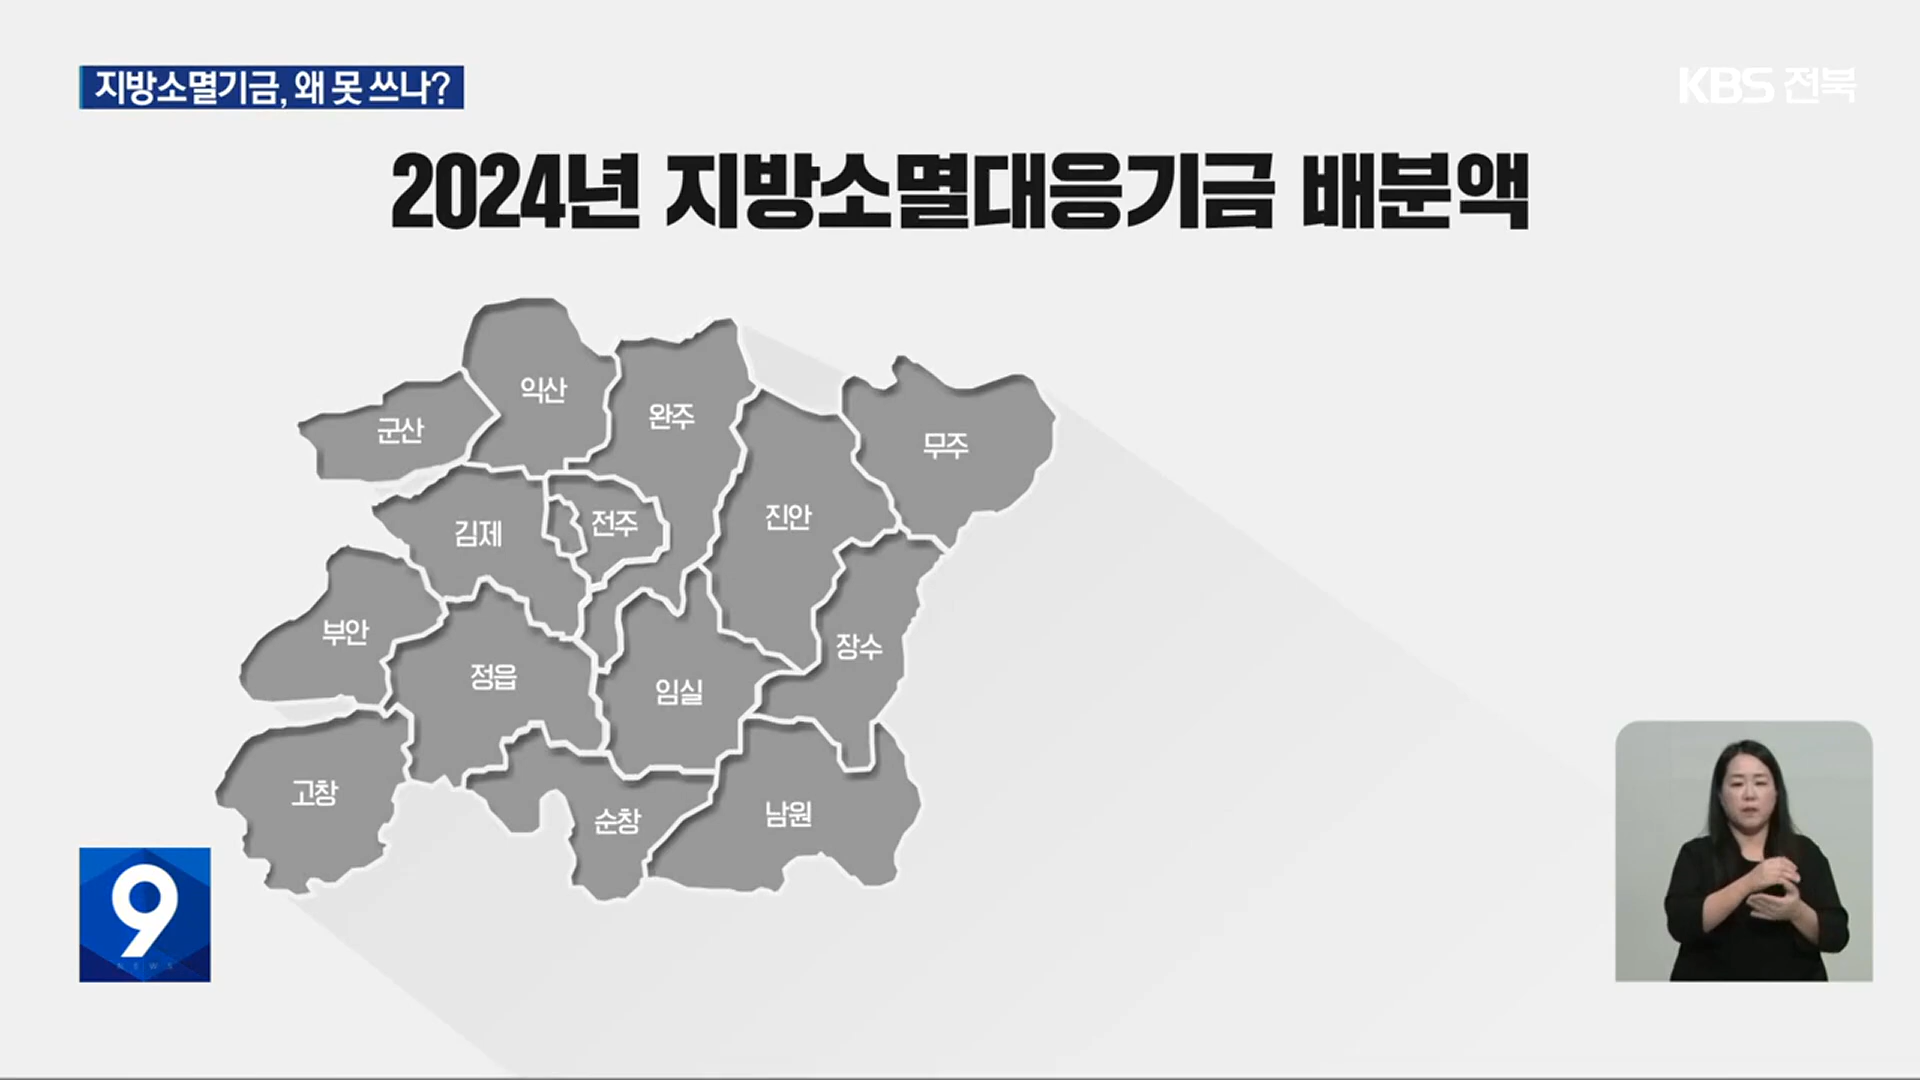 지방소멸기금, 왜 못 쓰나?
KBS 전북
2024년 지방소멸대응기금 배분액
익산
군산
완주
무주
김제
전주
진안
부안
정읍
임실
장수
고창
순창
남원
9
NEWS